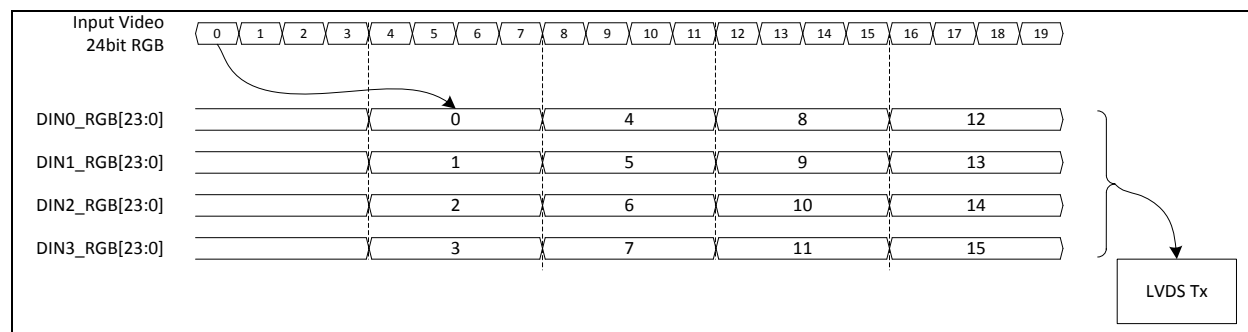 Input Video
24bit RGB
0 1 2 3 4 5 6 7 8 9 10 11 12 13 14 15 16 17 18 19
DIN0_RGB[23:0] 0 4 8 12
DIN1_RGB[23:0] 1 5 9 13
DIN2_RGB[23:0] 2 6 10 14
DIN3_RGB[23:0] 3 7 11 15
LVDS Tx